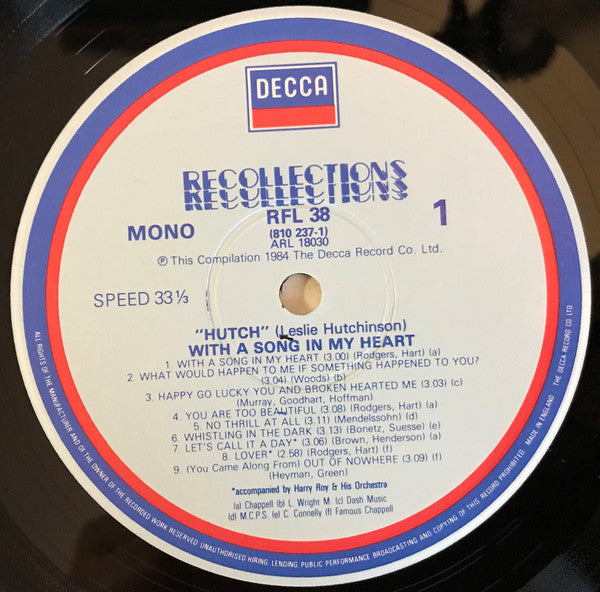 DECCA
RECOLLECTIONS
RECOLLECTIONS
RFL 38
MONO
(810 237-1)
ARL 18030
1
℗ This Compilation 1984 The Decca Record Co. Ltd.
SPEED 33⅓
"HUTCH" (Leslie Hutchinson)
WITH A SONG IN MY HEART
1. WITH A SONG IN MY HEART (3.00) (Rodgers, Hart) (a)
2. WHAT WOULD HAPPEN TO ME IF SOMETHING HAPPENED TO YOU?
(3.04) (Woods) (b)
3. HAPPY GO LUCKY YOU AND BROKEN HEARTED ME (3.03) (c)
(Murray, Goodhart, Hoffman)
4. YOU ARE TOO BEAUTIFUL (3.08) (Rodgers, Hart) (a)
5. NO THRILL AT ALL (3.11) (Mendelssohn) (d)
6. WHISTLING IN THE DARK (3.13) (Bonetz, Suesse) (e)
7. LET'S CALL IT A DAY* (3.06) (Brown, Henderson) (a)
8. LOVER* (2.58) (Rodgers, Hart) (f)
9. (You Came Along From) OUT OF NOWHERE (3.09) (f)
(Heyman, Green)
*accompanied by Harry Roy & His Orchestra
(a) Chappell (b) L. Wright M. (c) Dash Music
(d) M.C.P.S. (e) C. Connelly (f) Famous Chappell
ALL RIGHTS OF THE MANUFACTURER AND OF THE OWNER OF THE RECORDED WORK RESERVED. UNAUTHORISED HIRING, LENDING, PUBLIC PERFORMANCE, BROADCASTING AND COPYING OF THIS RECORD PROHIBITED. MADE IN ENGLAND. THE DECCA RECORD CO LTD